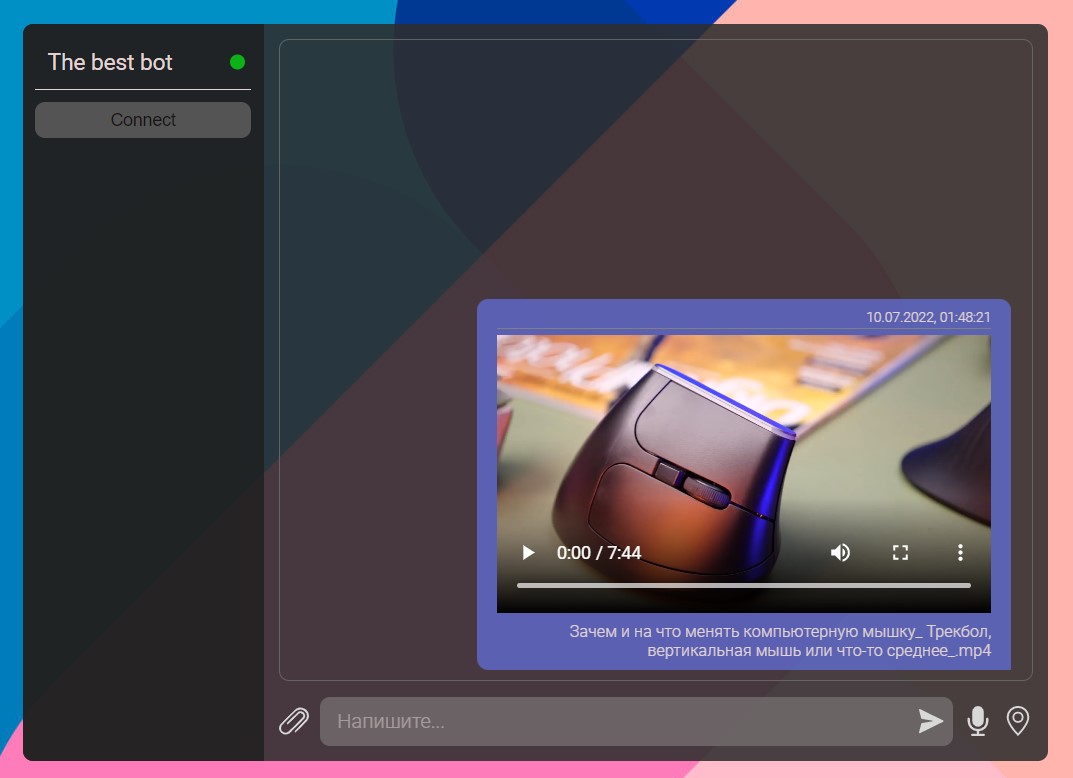 The best bot
Connect
10.07.2022, 01:48:21
0:00 / 7:44
Зачем и на что менять компьютерную мышку_ Трекбол,
вертикальная мышь или что-то среднее_.mp4
Напишите...